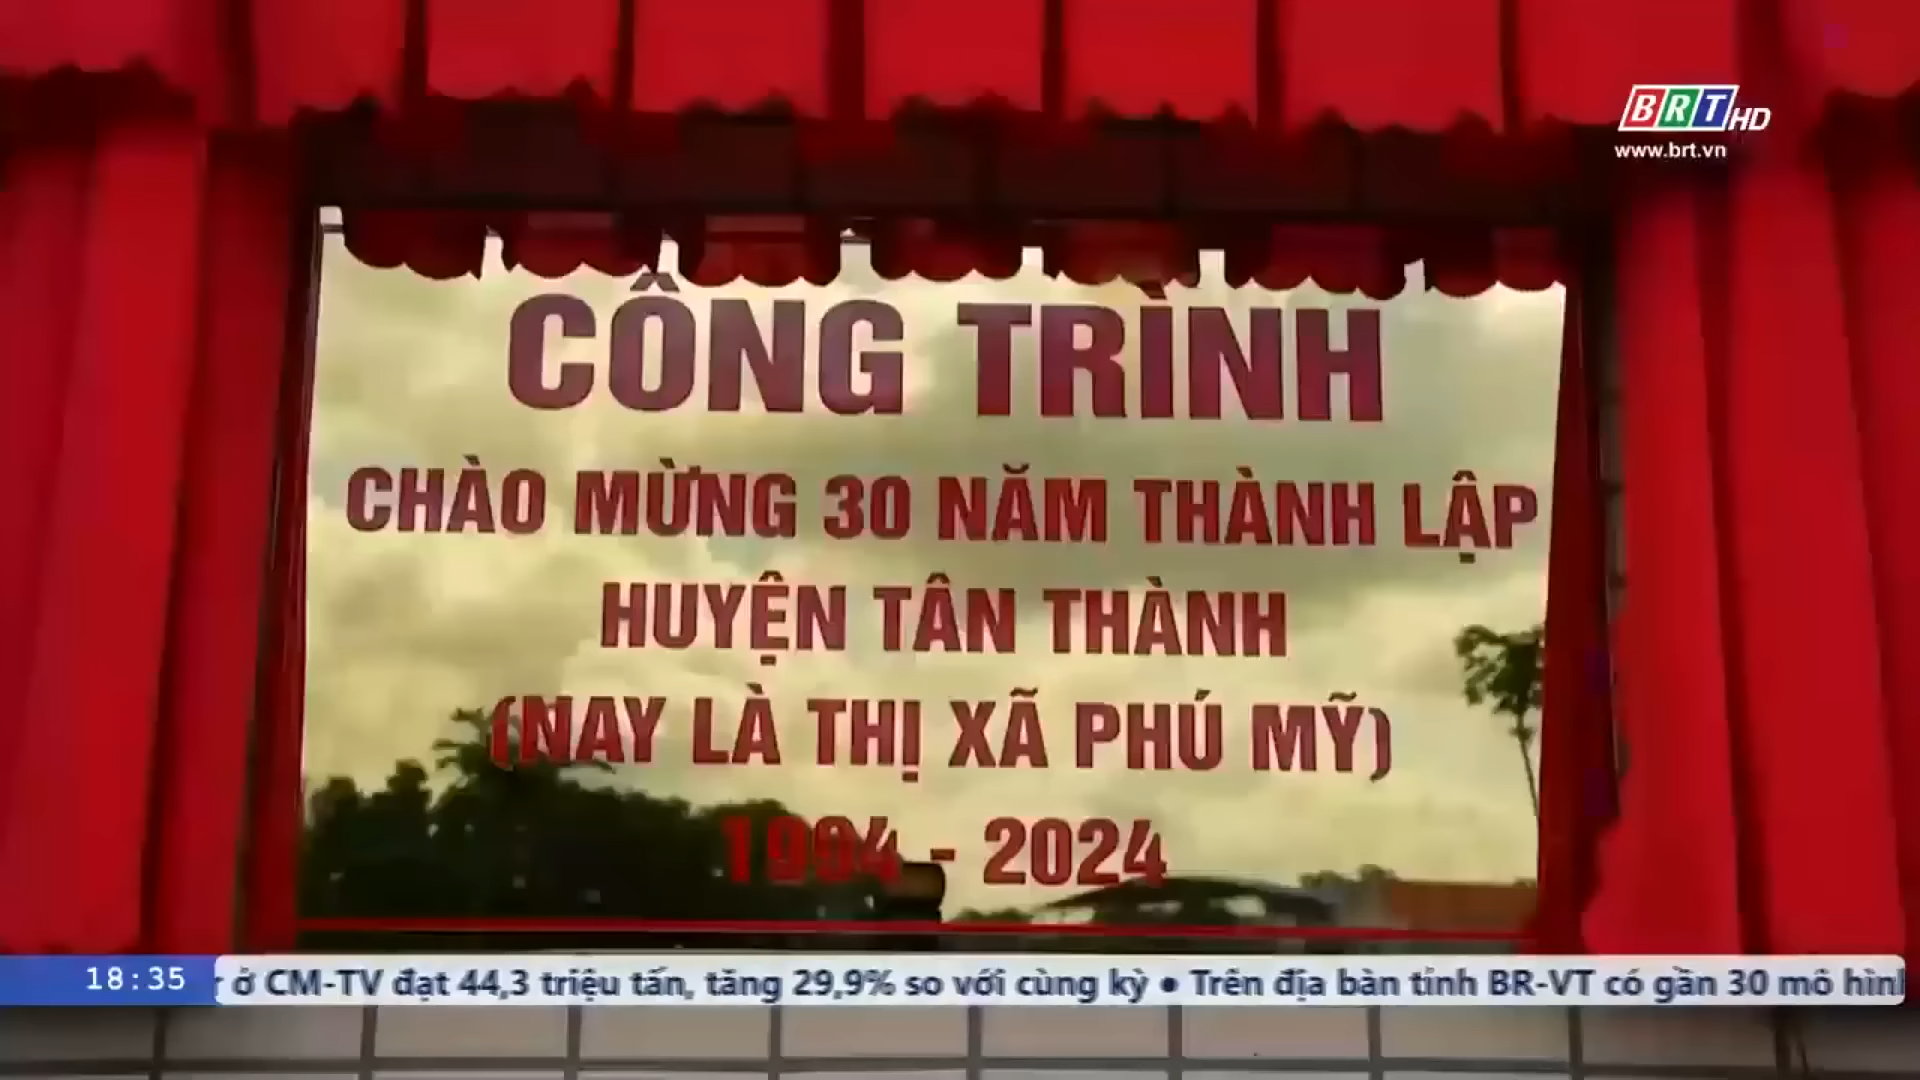 BRT HD
www.brt.vn
CÔNG TRÌNH
CHÀO MỪNG 30 NĂM THÀNH LẬP
HUYỆN TÂN THÀNH
(NAY LÀ THỊ XÃ PHÚ MỸ)
1994 - 2024
18:35 ở CM-TV đạt 44,3 triệu tấn, tăng 29,9% so với cùng kỳ • Trên địa bàn tỉnh BR-VT có gần 30 mô hình